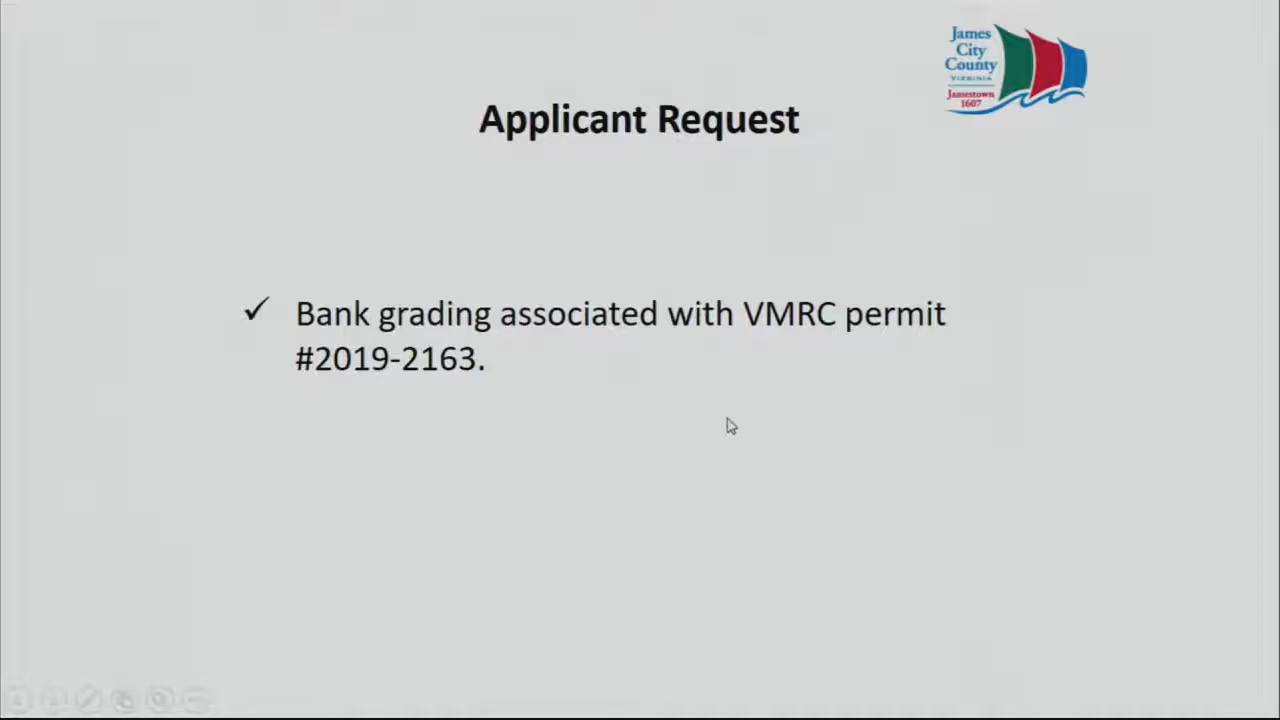 James
City
County
VIRGINIA
Jamestown
1607
Applicant Request
✓ Bank grading associated with VMRC permit
#2019-2163.